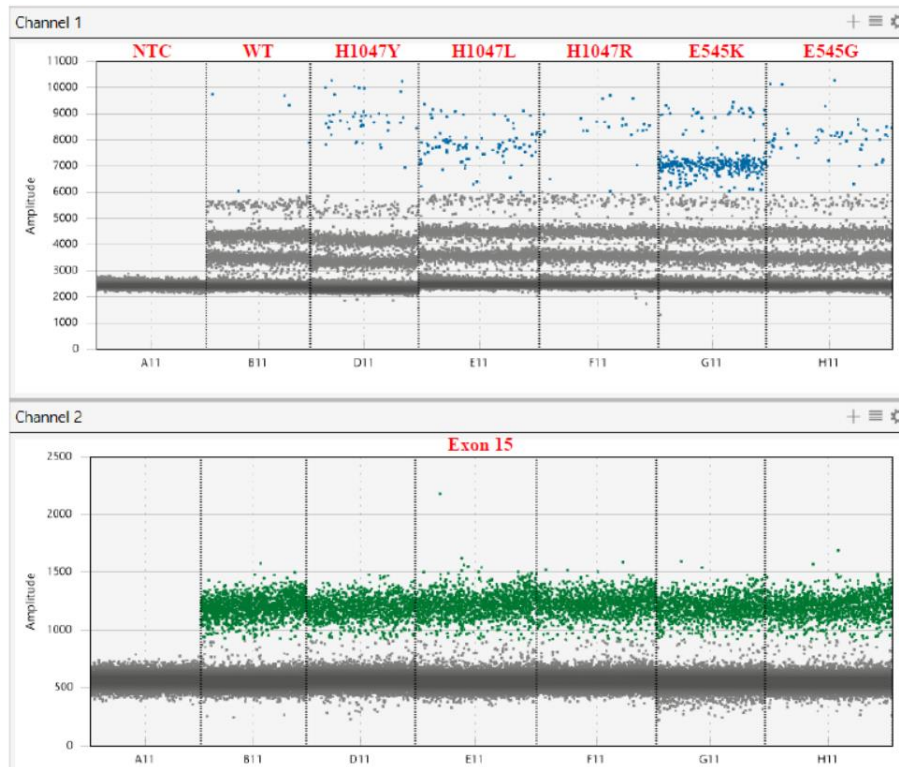 Channel 1
NTC WT H1047Y H1047L H1047R E545K E545G
11000
10000
9000
8000
7000
6000
5000
4000
3000
2000
1000
0
Amplitude
A11 B11 D11 E11 F11 G11 H11
Channel 2
Exon 15
2500
2000
1500
1000
500
0
Amplitude
A11 B11 D11 E11 F11 G11 H11